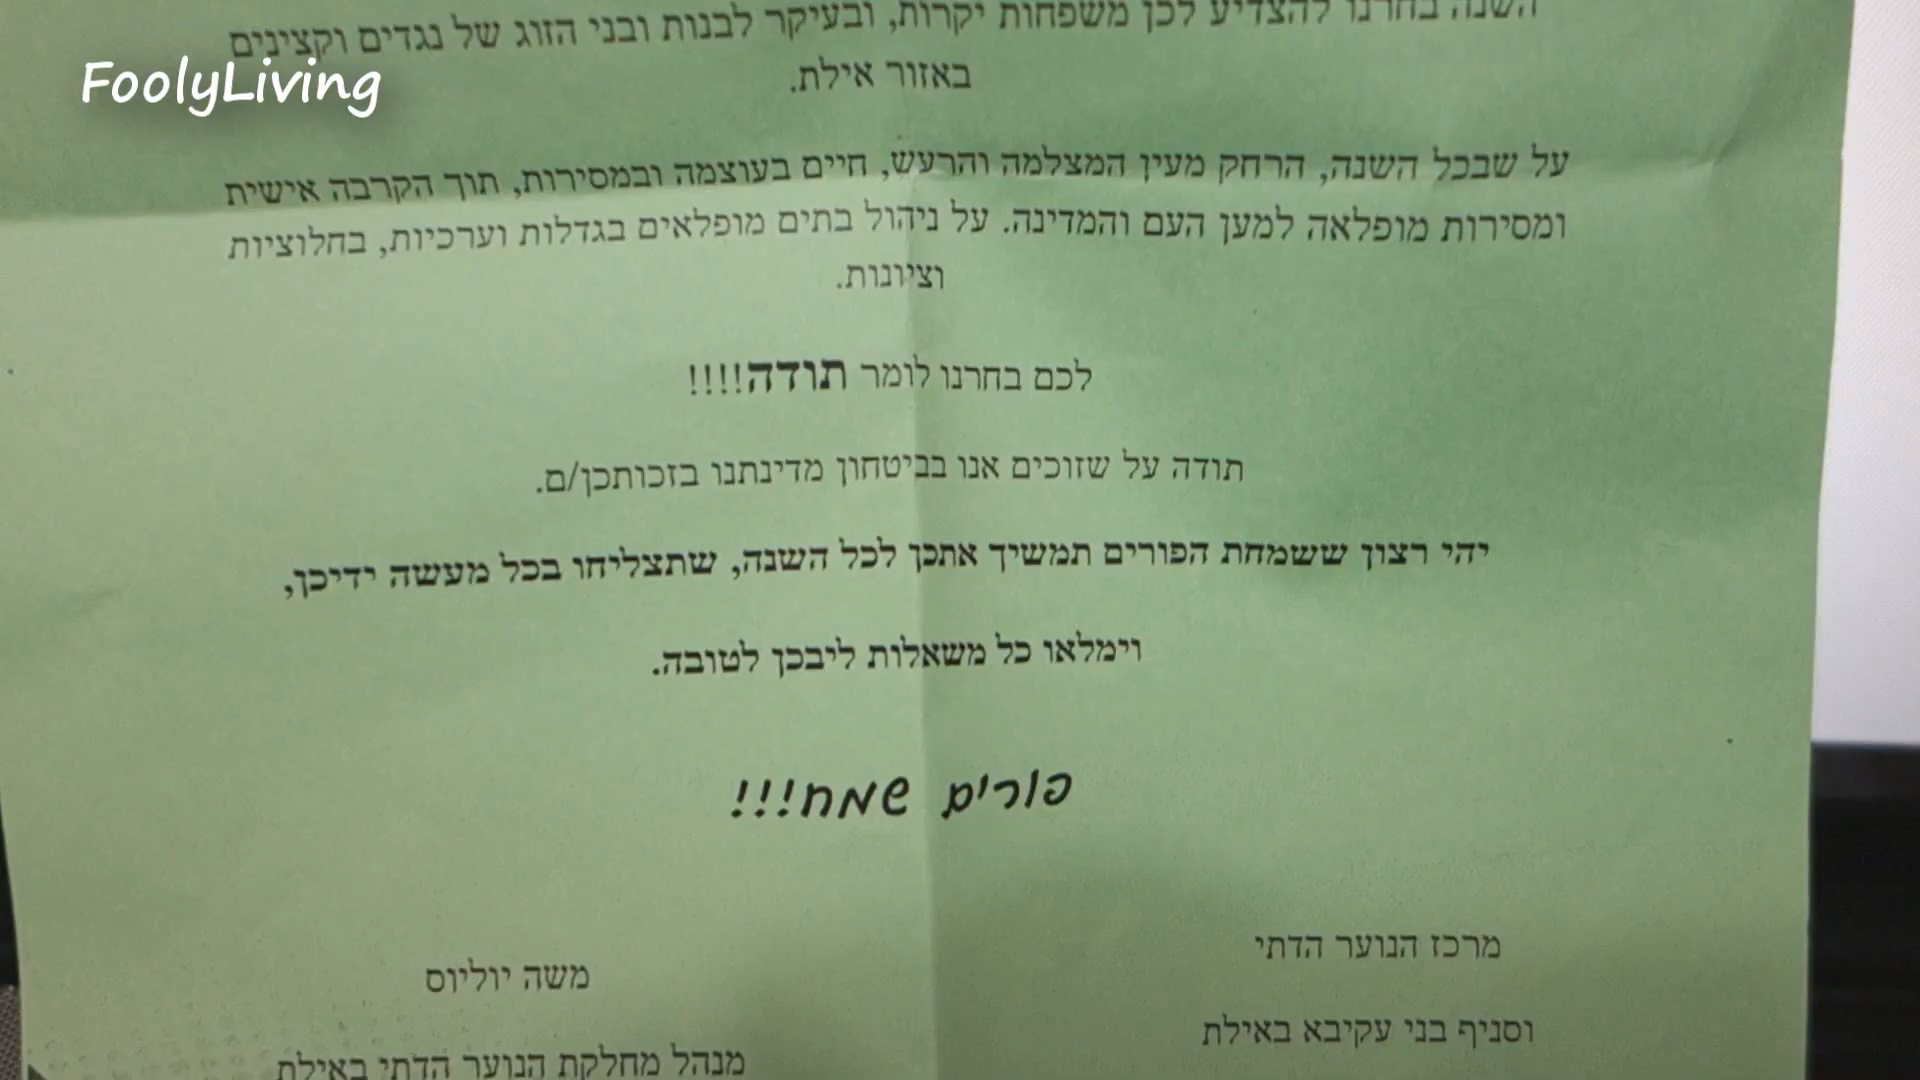 FoolyLiving
השנה בחרנו להצדיע לכן משפחות יקרות, ובעיקר לבנות ובני הזוג של נגדים וקצינים
באזור אילת.
על שבכל השנה, הרחק מעין המצלמה והרעש, חיים בעוצמה ובמסירות, תוך הקרבה אישית
ומסירות מופלאה למען העם והמדינה. על ניהול בתים מופלאים בגדלות וערכיות, בחלוציות
וציונות.
לכם בחרנו לומר תודה!!!!
תודה על שזוכים אנו בביטחון מדינתנו בזכותכן/ם.
יהי רצון ששמחת הפורים תמשיך אתכן לכל השנה, שתצליחו בכל מעשה ידיכן,
וימלאו כל משאלות ליבכן לטובה.
פורים שמח!!!
מרכז הנוער הדתי
משה יוליוס
וסניף בני עקיבא באילת
מנהל מחלקת הנוער הדתי באילת